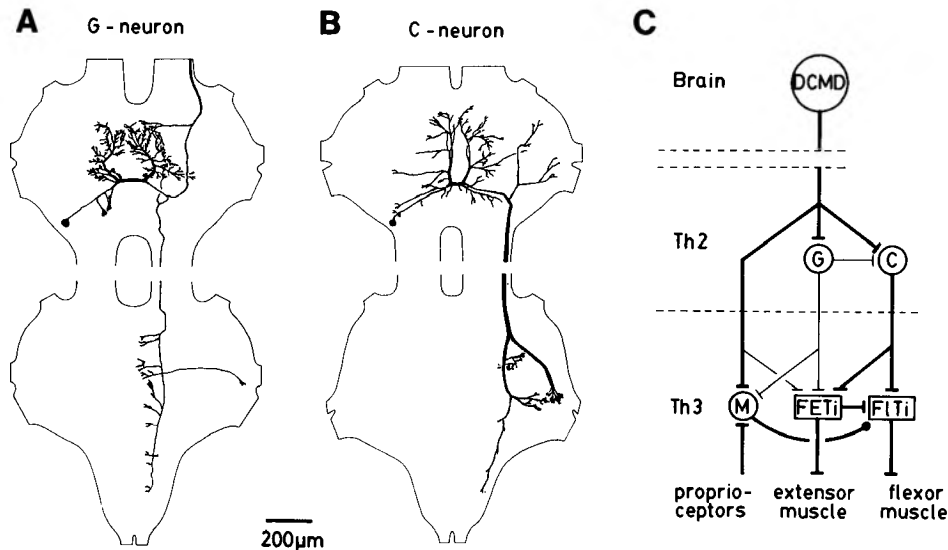 A
G - neuron
B
C - neuron
C
Brain
DCMD
Th2
G
C
Th3
M
FETi
FlTi
proprio-
ceptors
extensor
muscle
flexor
muscle
200μm